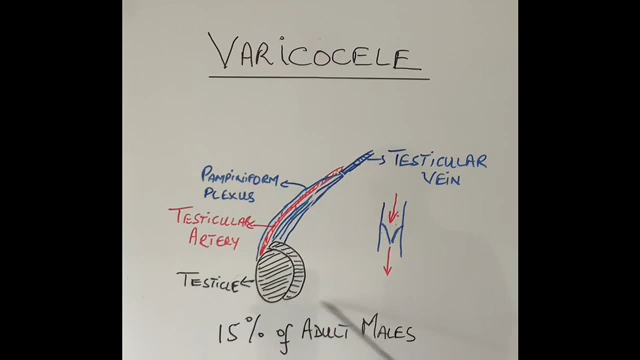 VARICOCELE
TESTICULAR
VEIN
PAMPINIFORM
PLEXUS
TESTICULAR
ARTERY
TESTICLE
15% of ADULT MALES